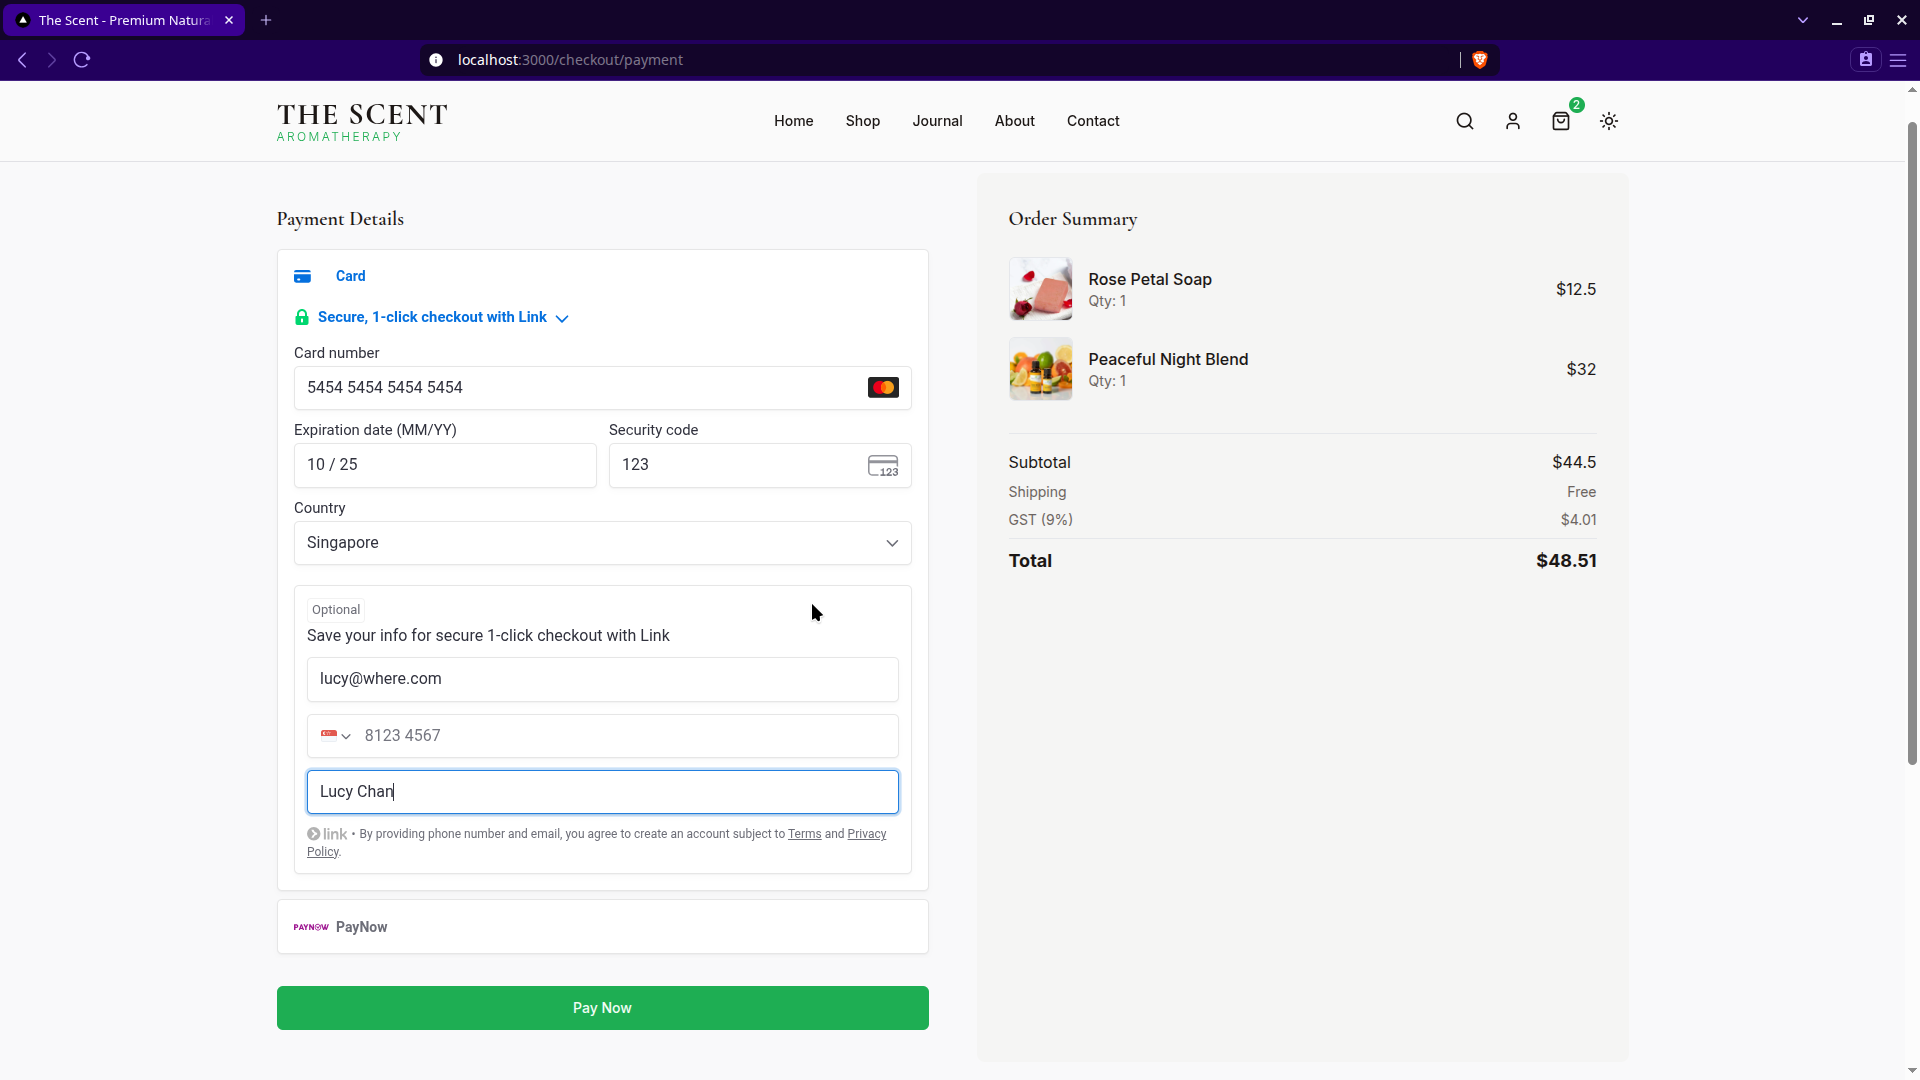 The Scent - Premium Natura
localhost:3000/checkout/payment
THE SCENT
AROMATHERAPY
Home
Shop
Journal
About
Contact
2
Payment Details
Card
Secure, 1-click checkout with Link
Card number
5454 5454 5454 5454
Expiration date (MM/YY)
Security code
10 / 25
123
123
Country
Singapore
Optional
Save your info for secure 1-click checkout with Link
lucy@where.com
8123 4567
Lucy Chan
link • By providing phone number and email, you agree to create an account subject to Terms and Privacy
Policy.
PAYNOW PayNow
Pay Now
Order Summary
Rose Petal Soap
Qty: 1
$12.5
Peaceful Night Blend
Qty: 1
$32
Subtotal
$44.5
Shipping
Free
GST (9%)
$4.01
Total
$48.51